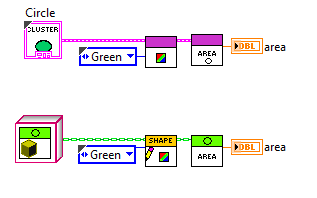 Circle
CLUSTER
Green
AREA
DBL
area
Green
SHAPE
AREA
DBL
area